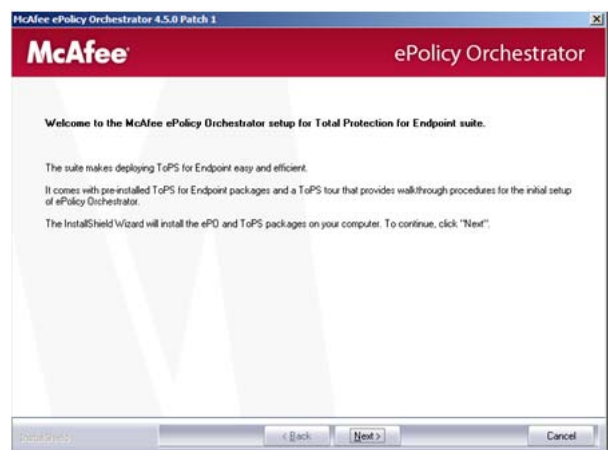 McAfee ePolicy Orchestrator 4.5.0 Patch 1
McAfee
ePolicy Orchestrator
Welcome to the McAfee ePolicy Orchestrator setup for Total Protection for Endpoint suite.
The suite makes deploying ToPS for Endpoint easy and efficient.
It comes with pre-installed ToPS for Endpoint packages and a ToPS tour that provides walkthrough procedures for the initial setup
of ePolicy Orchestrator.
The InstallShield Wizard will install the ePO and ToPS packages on your computer. To continue, click "Next".
InstallShield
< Back
Next >
Cancel